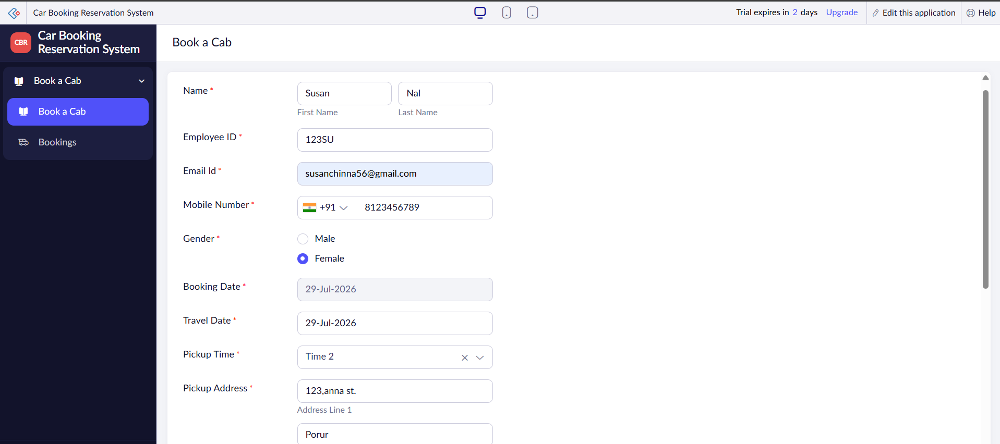 Car Booking Reservation System
Trial expires in 2 days Upgrade
Edit this application
Help
CBR
Car Booking
Reservation System
Book a Cab
Book a Cab
Bookings
Book a Cab
Name *
Susan
Nal
First Name
Last Name
Employee ID *
123SU
Email Id *
susanchinna56@gmail.com
Mobile Number *
+91
8123456789
Gender *
Male
Female
Booking Date *
29-Jul-2026
Travel Date *
29-Jul-2026
Pickup Time *
Time 2
Pickup Address *
123,anna st.
Address Line 1
Porur